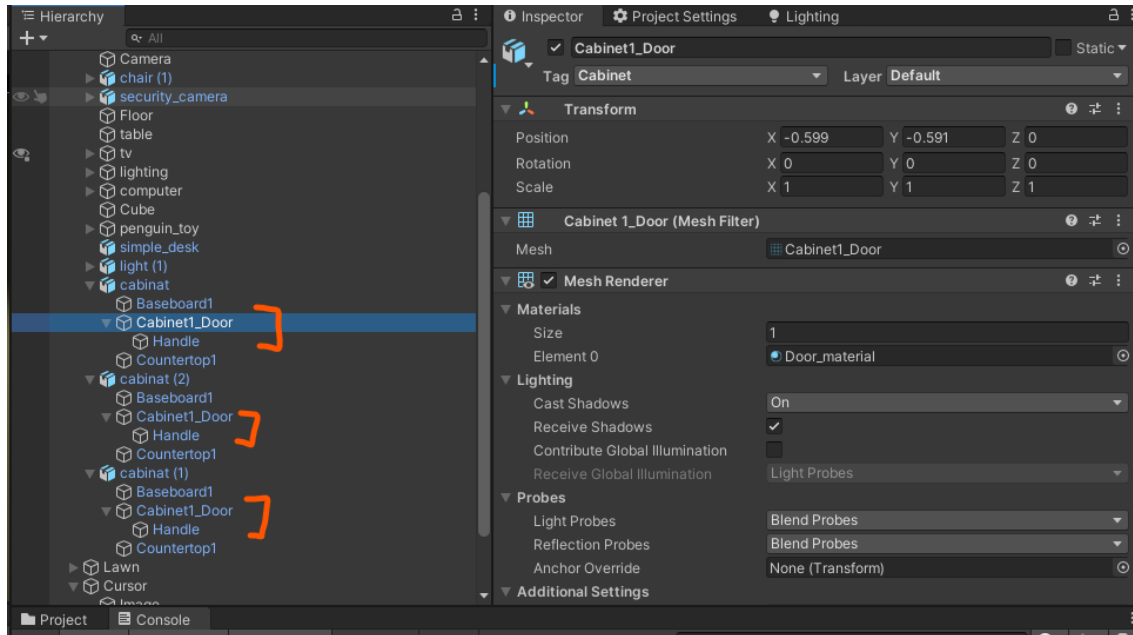 Hierarchy
All
Camera
chair (1)
security_camera
Floor
table
tv
lighting
computer
Cube
penguin_toy
simple_desk
light (1)
cabinat
Baseboard1
Cabinet1_Door
Handle
Countertop1
cabinat (2)
Baseboard1
Cabinet1_Door
Handle
Countertop1
cabinat (1)
Baseboard1
Cabinet1_Door
Handle
Countertop1
Lawn
Cursor
Image
Project Console
Inspector Project Settings Lighting
Cabinet1_Door Static
Tag Cabinet Layer Default
Transform
Position X -0.599 Y -0.591 Z 0
Rotation X 0 Y 0 Z 0
Scale X 1 Y 1 Z 1
Cabinet 1_Door (Mesh Filter)
Mesh Cabinet1_Door
Mesh Renderer
Materials
Size 1
Element 0 Door_material
Lighting
Cast Shadows On
Receive Shadows
Contribute Global Illumination
Receive Global Illumination Light Probes
Probes
Light Probes Blend Probes
Reflection Probes Blend Probes
Anchor Override None (Transform)
Additional Settings